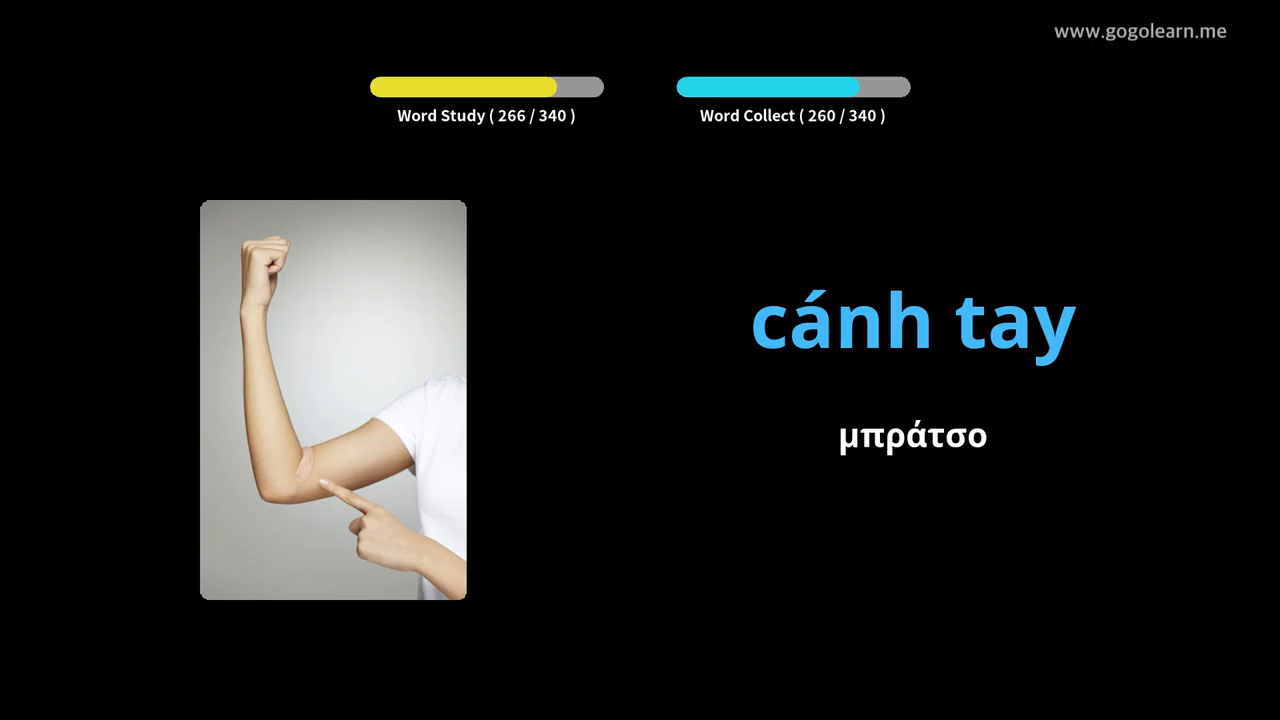 www.gogolearn.me
Word Study ( 266 / 340 )
Word Collect ( 260 / 340 )
cánh tay
μπράτσο